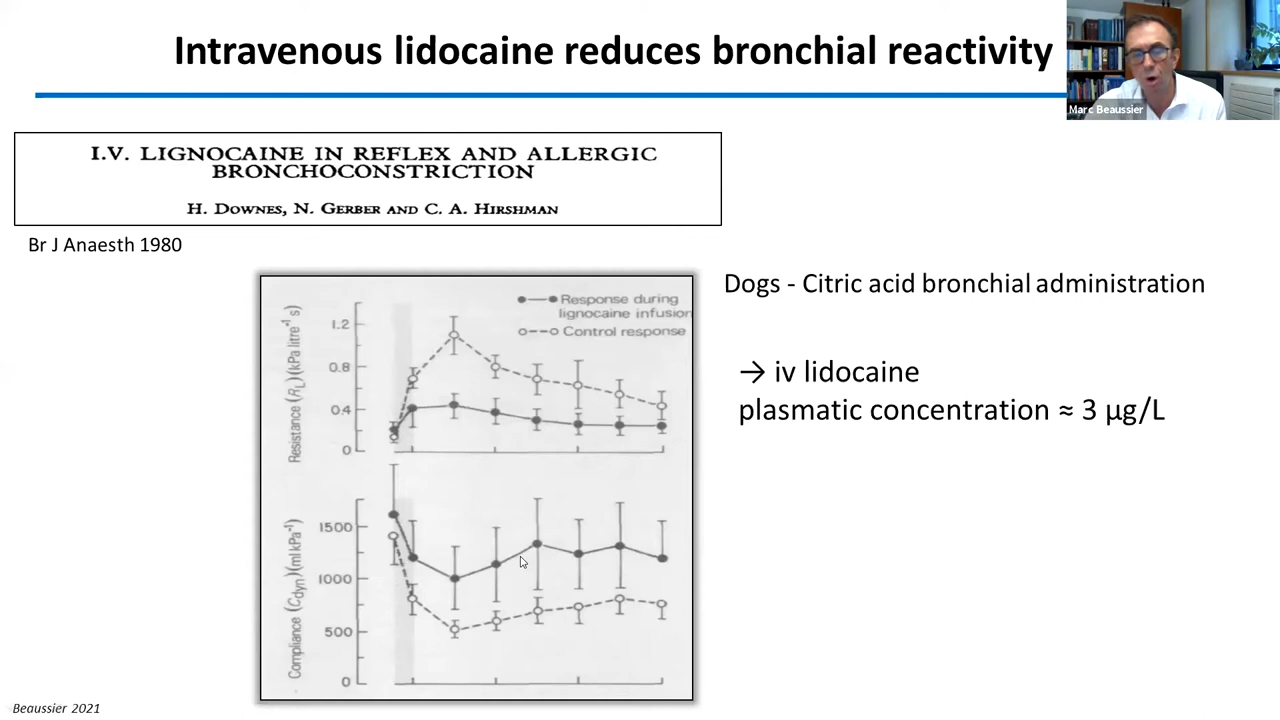 Intravenous lidocaine reduces bronchial reactivity
Marc Beaussier
I.V. LIGNOCAINE IN REFLEX AND ALLERGIC
BRONCHOCONSTRICTION
H. DOWNES, N. GERBER AND C. A. HIRSHMAN
Br J Anaesth 1980
Dogs - Citric acid bronchial administration
→ iv lidocaine
plasmatic concentration ≈ 3 µg/L
Response during
lignocaine infusion
Control response
Resistance (RL)(kPa litre⁻¹ s)
1.2
0.8
0.4
0
Compliance (Cdyn)(ml kPa⁻¹)
1500
1000
500
0
Beaussier 2021